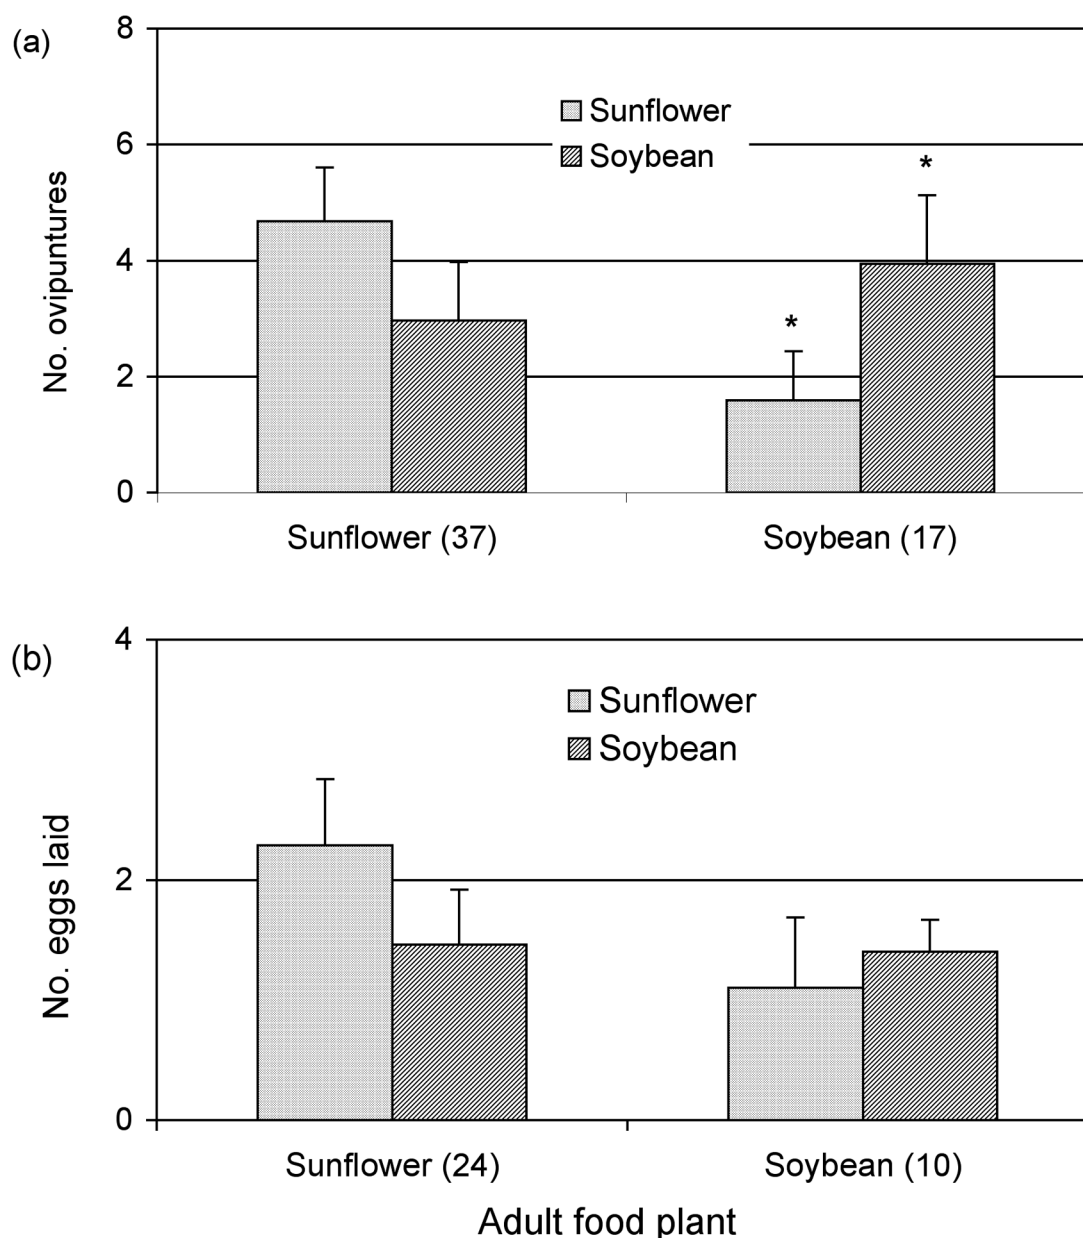 (a)
8
6
4
2
0
No. ovipuntures
Sunflower
Soybean
*
*
Sunflower (37)
Soybean (17)
(b)
4
2
0
No. eggs laid
Sunflower
Soybean
Sunflower (24)
Soybean (10)
Adult food plant